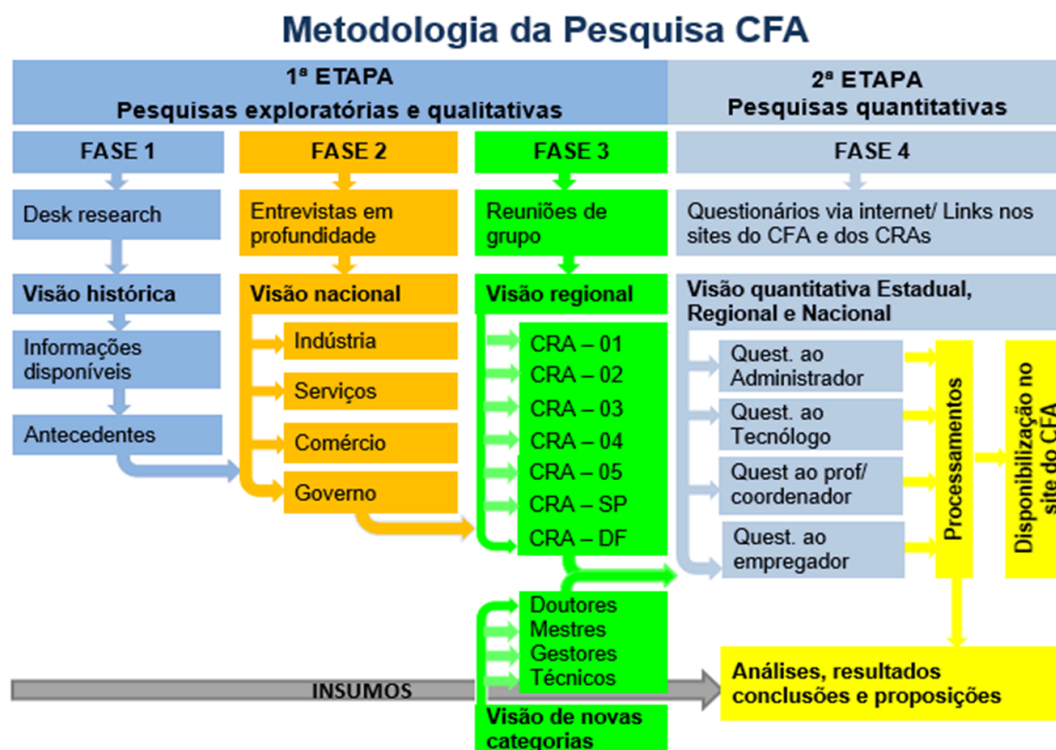 Metodologia da Pesquisa CFA
1ª ETAPA
Pesquisas exploratórias e qualitativas
2ª ETAPA
Pesquisas quantitativas
FASE 1
Desk research
Visão histórica
Informações
disponíveis
Antecedentes
FASE 2
Entrevistas em
profundidade
Visão nacional
Indústria
Serviços
Comércio
Governo
FASE 3
Reuniões de
grupo
Visão regional
CRA – 01
CRA – 02
CRA – 03
CRA – 04
CRA – 05
CRA – SP
CRA – DF
Doutores
Mestres
Gestores
Técnicos
Visão de novas
categorias
FASE 4
Questionários via internet/ Links nos
sites do CFA e dos CRAs
Visão quantitativa Estadual,
Regional e Nacional
Quest. ao
Administrador
Quest. ao
Tecnólogo
Quest ao prof/
coordenador
Quest. ao
empregador
Processamentos
Disponibilização no
site do CFA
INSUMOS
Análises, resultados
conclusões e proposições